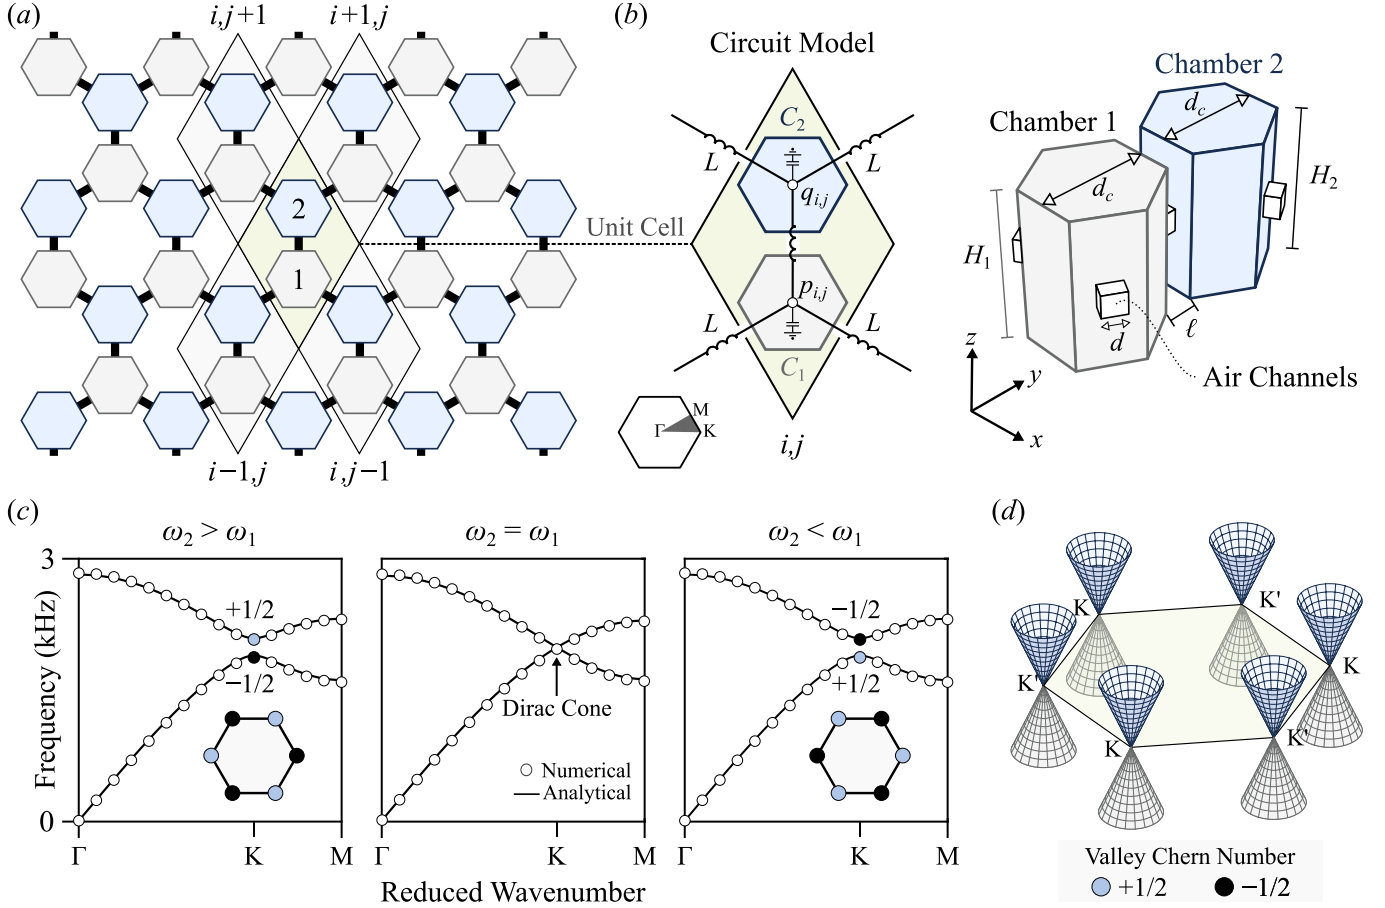 (a)
i,j+1
i+1,j
2
1
i−1,j
i,j−1
Unit Cell
(b)
Circuit Model
C2
L
L
qi,j
pi,j
L
L
C1
i,j
M
Γ
K
Chamber 2
Chamber 1
dc
dc
H1
H2
d
ℓ
Air Channels
z
y
x
(c)
ω2 > ω1
ω2 = ω1
ω2 < ω1
3
0
Frequency (kHz)
+1/2
−1/2
Dirac Cone
Numerical
Analytical
−1/2
+1/2
Γ
K
M
Γ
K
M
Γ
K
M
Reduced Wavenumber
(d)
K
K'
K
K'
K
K'
Valley Chern Number
+1/2
−1/2